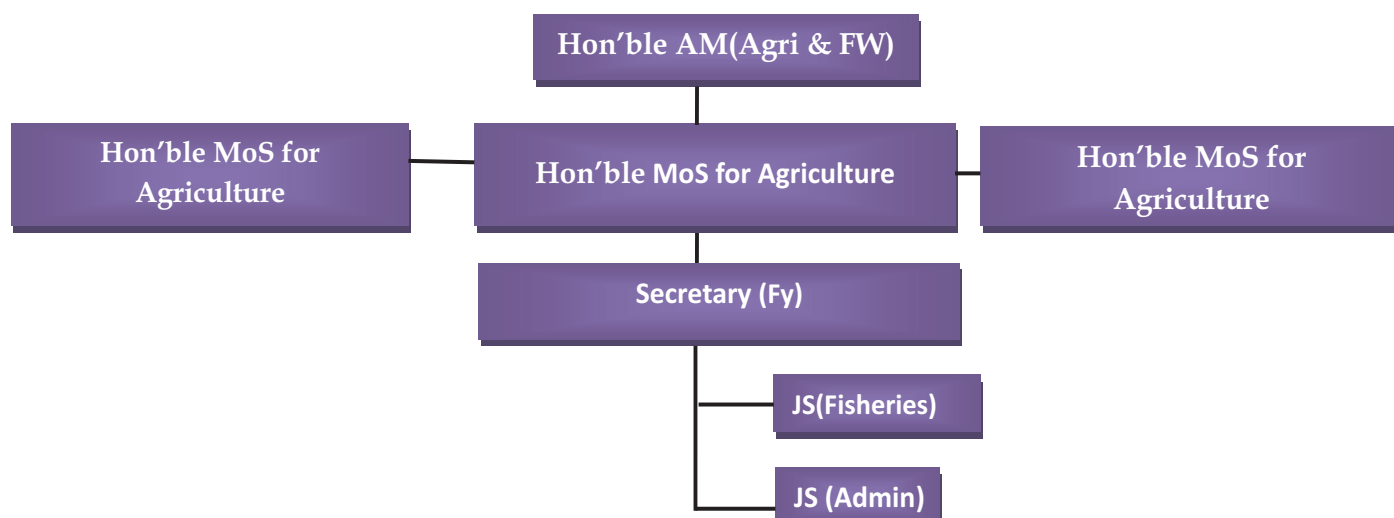 Hon’ble AM(Agri & FW)
Hon’ble MoS for
Agriculture
Hon’ble MoS for Agriculture
Hon’ble MoS for
Agriculture
Secretary (Fy)
JS(Fisheries)
JS (Admin)